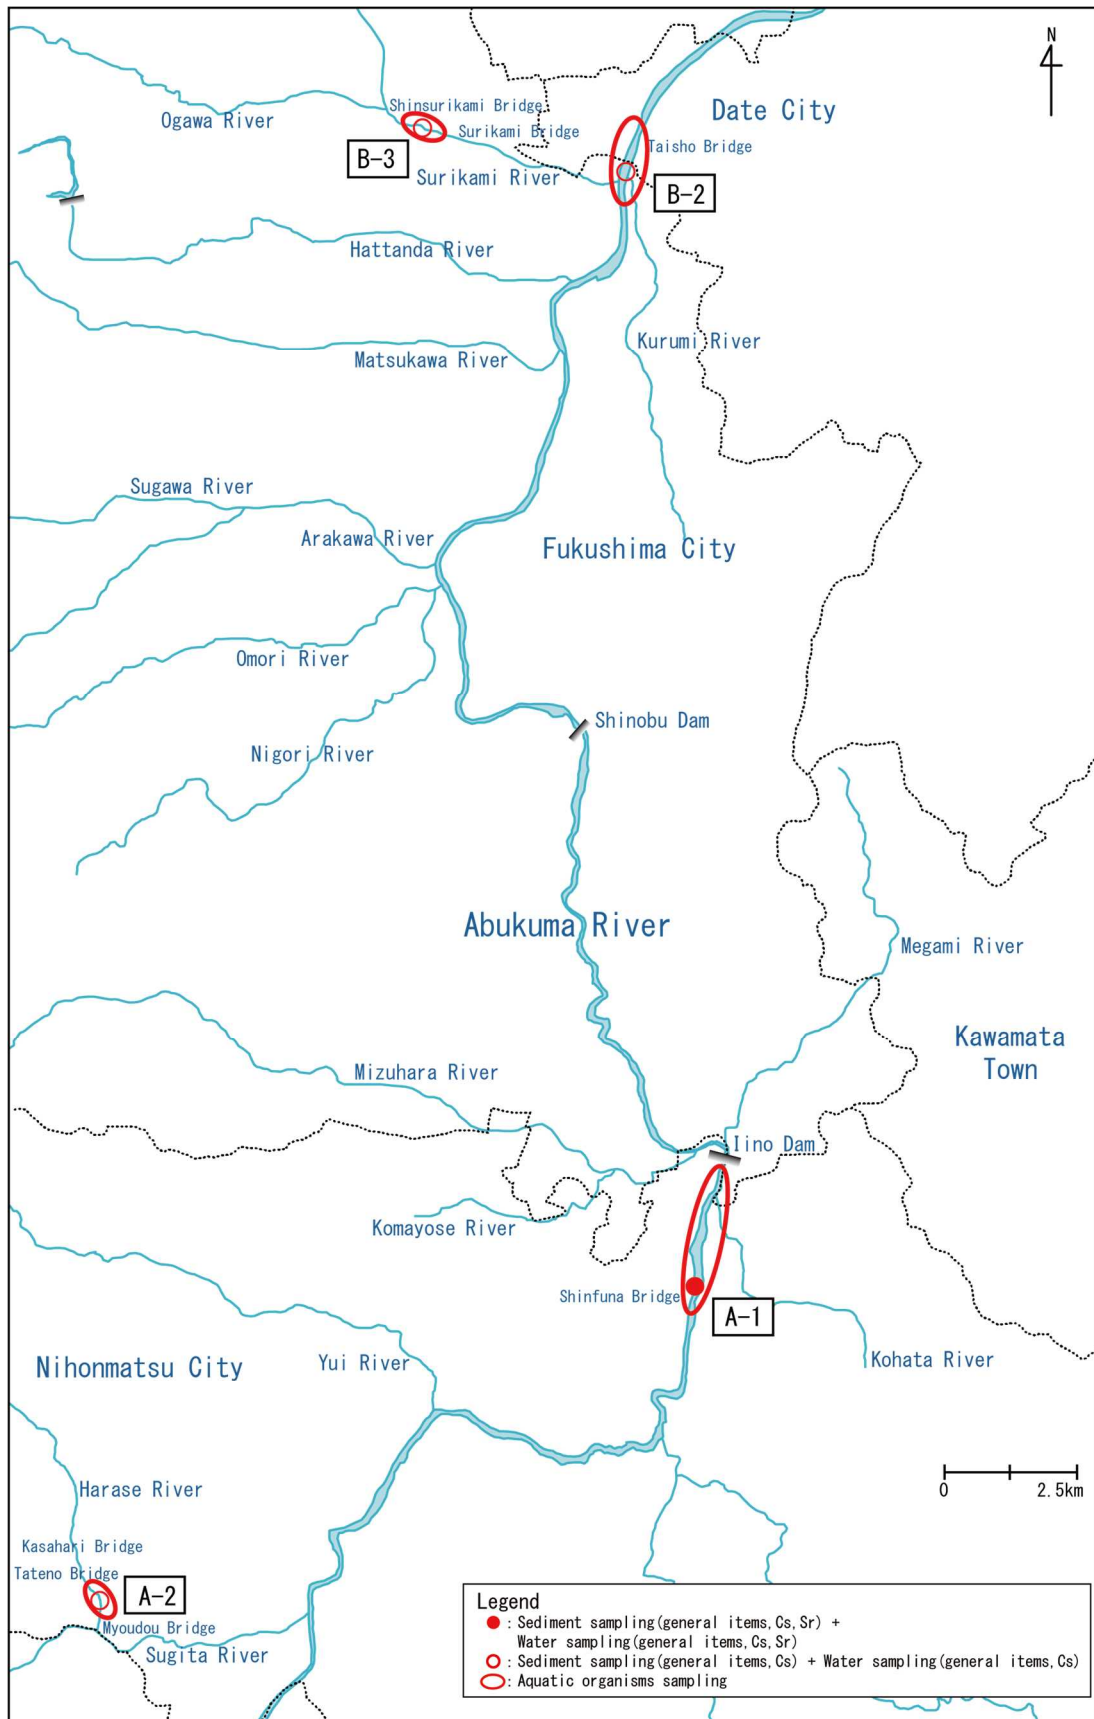 N
Date City
Shinsurikami Bridge
Ogawa River
Surikami Bridge
Taisho Bridge
B-3
Surikami River
B-2
Hattanda River
Kurumi River
Matsukawa River
Sugawa River
Arakawa River
Fukushima City
Omori River
Shinobu Dam
Nigori River
Abukuma River
Megami River
Kawamata
Town
Mizuhara River
Iino Dam
Komayose River
Shinfuna Bridge
A-1
Yui River
Kohata River
Nihonmatsu City
Harase River
0 2.5km
Kasahari Bridge
Tateno Bridge
A-2
Myoudou Bridge
Sugita River
Legend
: Sediment sampling(general items,Cs,Sr) +
Water sampling(general items,Cs,Sr)
: Sediment sampling(general items,Cs) + Water sampling(general items,Cs)
: Aquatic organisms sampling